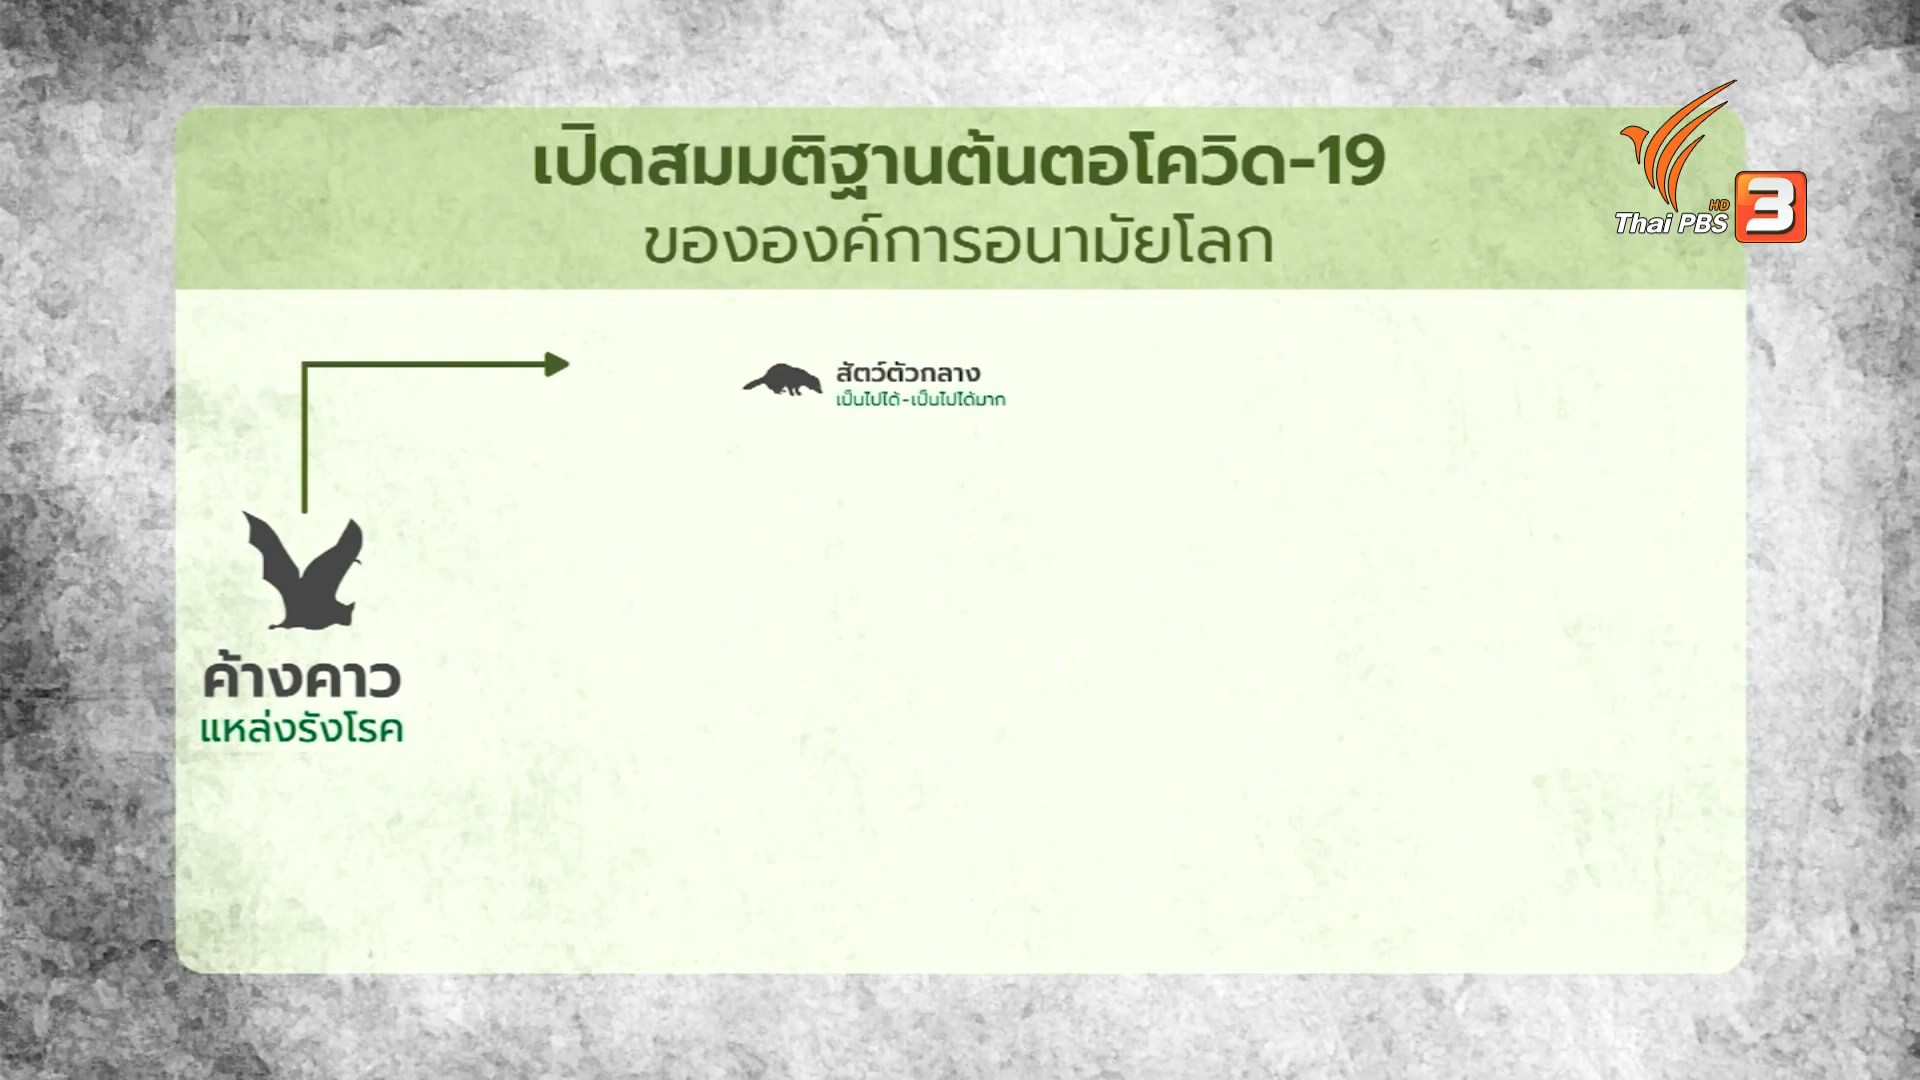 เปิดสมมติฐานต้นตอโควิด-19
ขององค์การอนามัยโลก
HD
Thai PBS 3
สัตว์ตัวกลาง
เป็นไปได้-เป็นไปได้มาก
ค้างคาว
แหล่งรังโรค